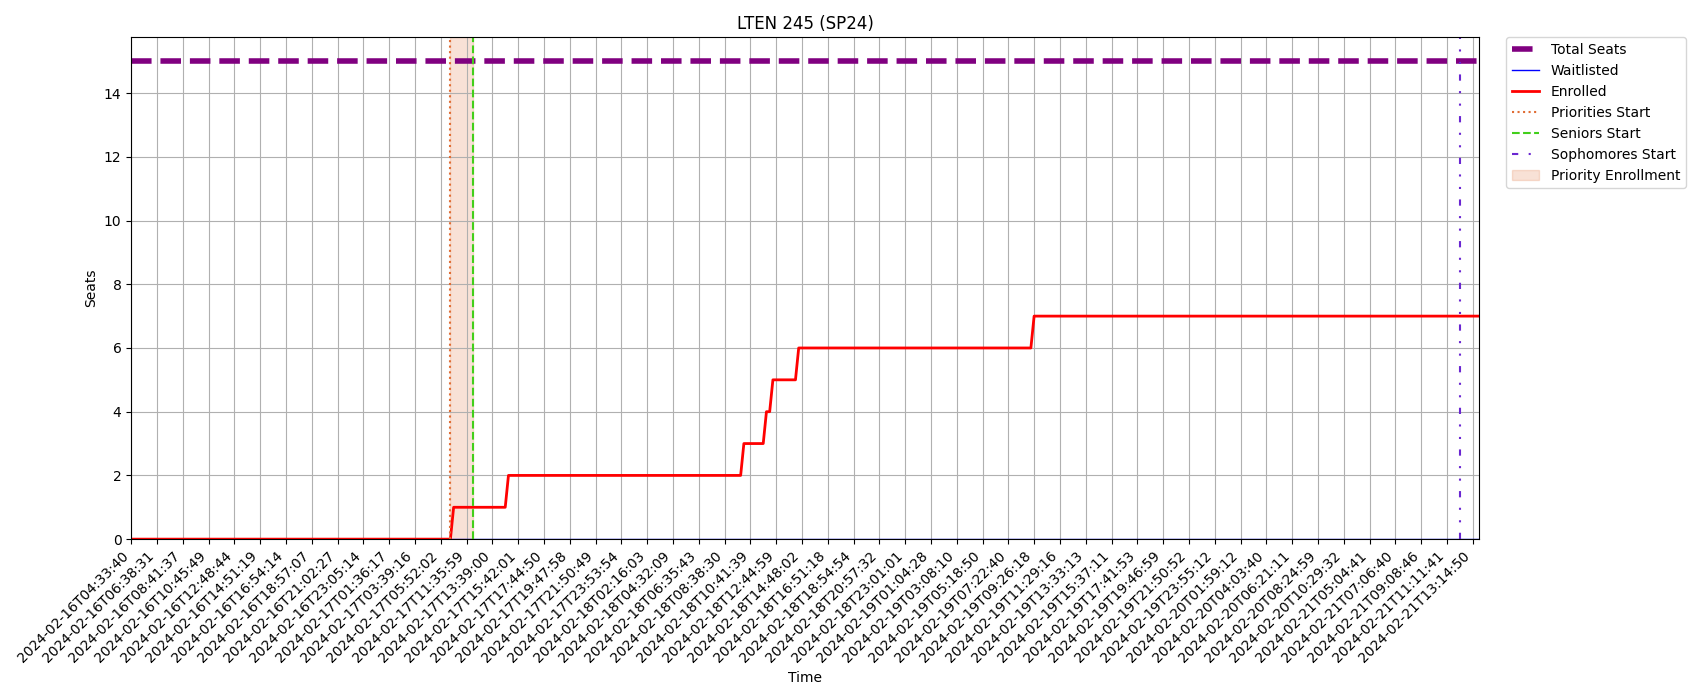 LTEN 245 (SP24)
Total Seats
Waitlisted
Enrolled
Priorities Start
Seniors Start
Sophomores Start
Priority Enrollment
Seats
14
12
10
8
6
4
2
0
2024-02-16T04:33:40
2024-02-16T06:38:31
2024-02-16T08:41:37
2024-02-16T10:45:49
2024-02-16T12:48:44
2024-02-16T14:51:19
2024-02-16T16:54:14
2024-02-16T18:57:07
2024-02-16T21:02:27
2024-02-16T23:05:14
2024-02-17T01:36:17
2024-02-17T03:39:16
2024-02-17T05:52:02
2024-02-17T11:35:59
2024-02-17T13:39:00
2024-02-17T15:42:01
2024-02-17T17:44:50
2024-02-17T19:47:58
2024-02-17T21:50:49
2024-02-17T23:53:54
2024-02-18T02:16:03
2024-02-18T04:32:09
2024-02-18T06:35:43
2024-02-18T08:38:30
2024-02-18T10:41:39
2024-02-18T12:44:59
2024-02-18T14:48:02
2024-02-18T16:51:18
2024-02-18T18:54:54
2024-02-18T20:57:32
2024-02-18T23:01:01
2024-02-19T01:04:28
2024-02-19T03:08:10
2024-02-19T05:18:50
2024-02-19T07:22:40
2024-02-19T09:26:18
2024-02-19T11:29:16
2024-02-19T13:33:13
2024-02-19T15:37:11
2024-02-19T17:41:53
2024-02-19T19:46:59
2024-02-19T21:50:52
2024-02-19T23:55:12
2024-02-20T01:59:12
2024-02-20T04:03:40
2024-02-20T06:21:11
2024-02-20T08:24:59
2024-02-20T10:29:32
2024-02-21T05:04:41
2024-02-21T07:06:40
2024-02-21T09:08:46
2024-02-21T11:11:41
2024-02-21T13:14:50
Time